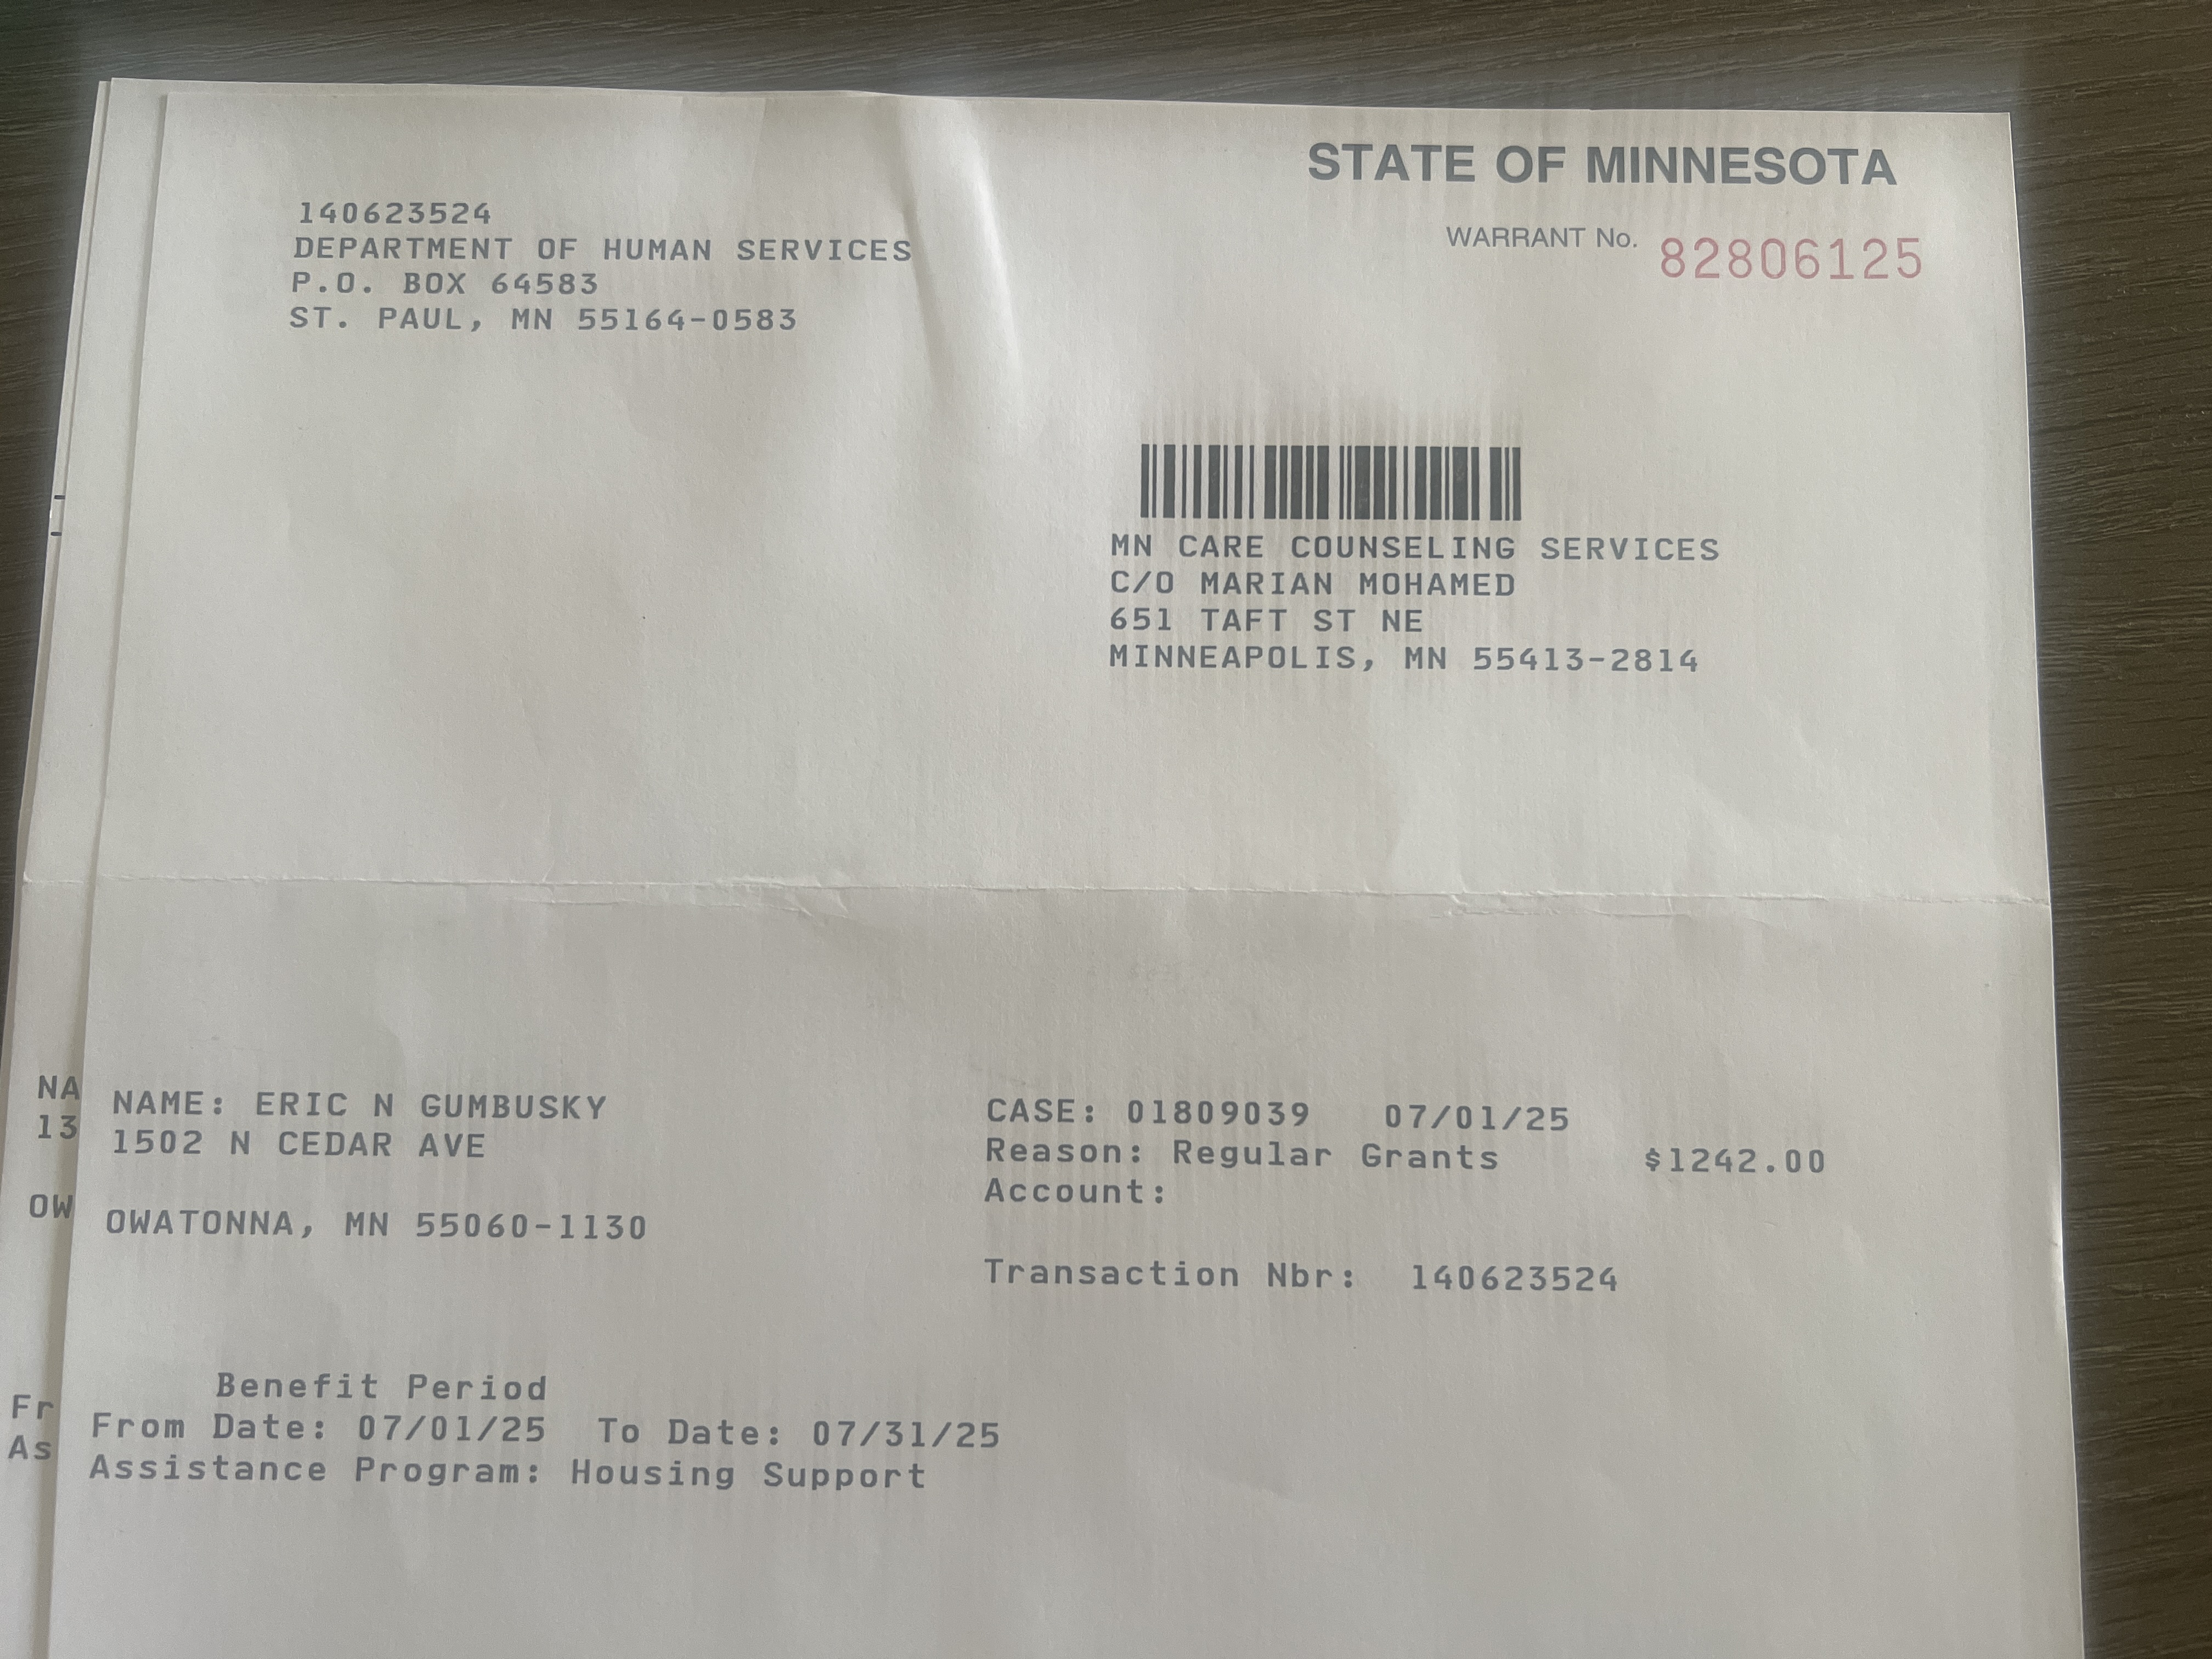 STATE OF MINNESOTA
140623524
DEPARTMENT OF HUMAN SERVICES
P.O. BOX 64583
ST. PAUL, MN 55164-0583
WARRANT No. 82806125
MN CARE COUNSELING SERVICES
C/O MARIAN MOHAMED
651 TAFT ST NE
MINNEAPOLIS, MN 55413-2814
NA
13
OW
NAME: ERIC N GUMBUSKY
1502 N CEDAR AVE
OWATONNA, MN 55060-1130
CASE: 01809039 07/01/25
Reason: Regular Grants $1242.00
Account:
Transaction Nbr: 140623524
Fr
As
Benefit Period
From Date: 07/01/25 To Date: 07/31/25
Assistance Program: Housing Support